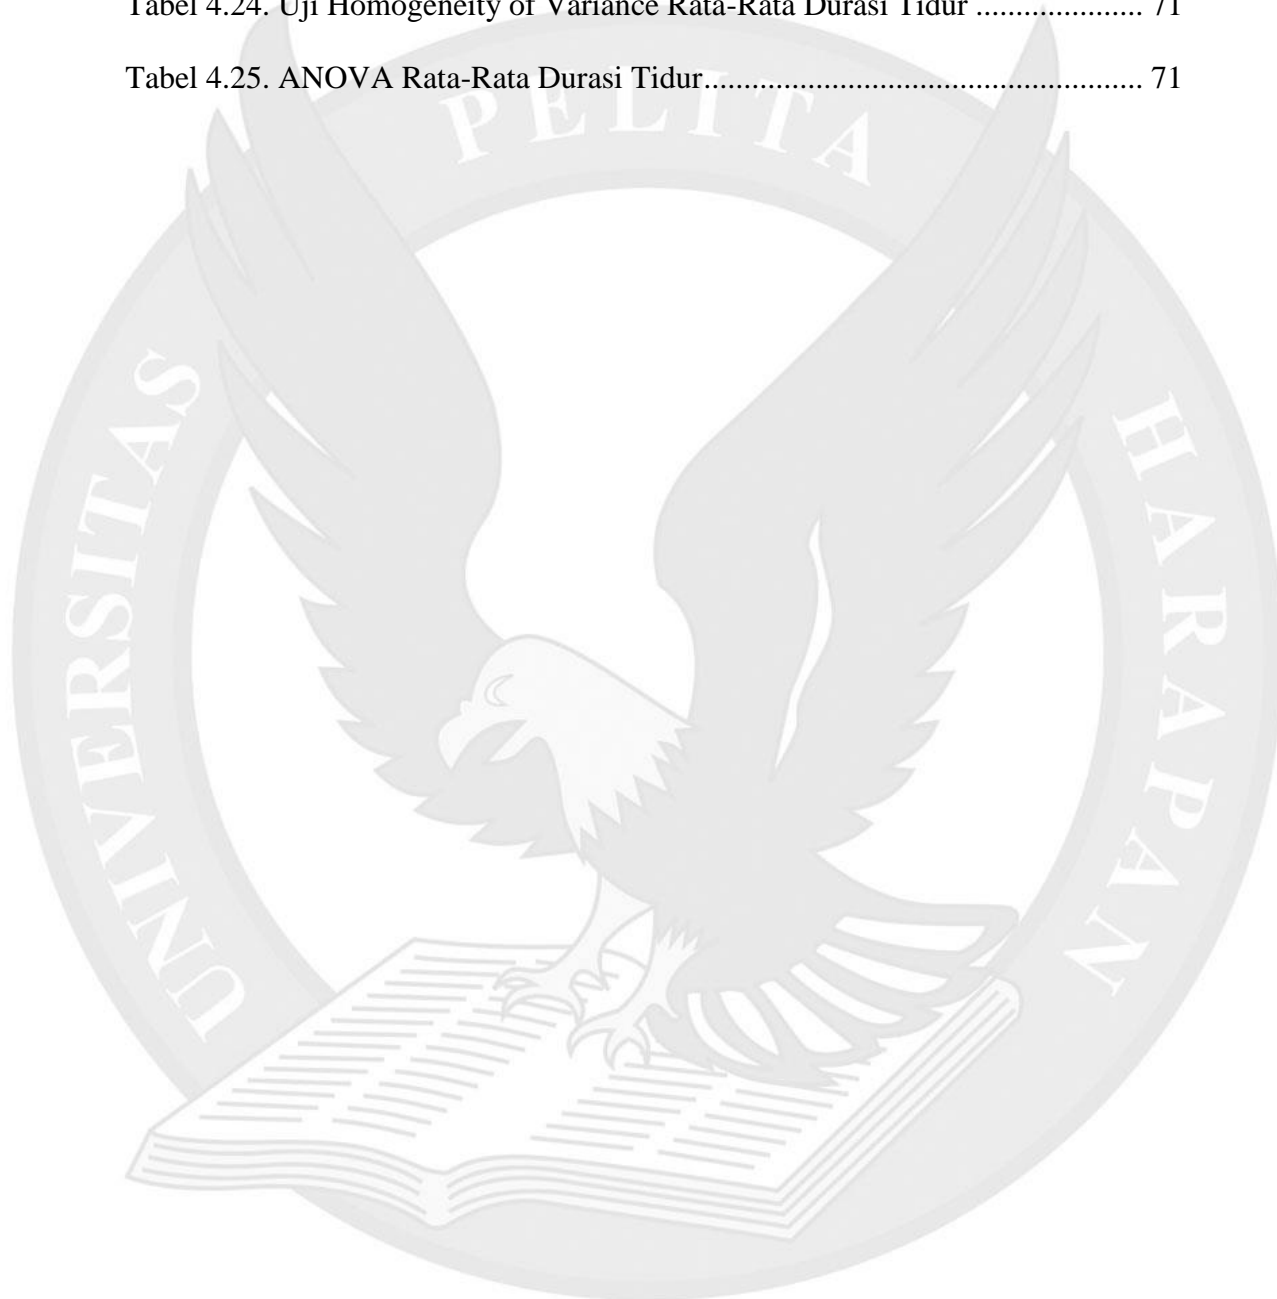 Tabel 4.24. Uji Homogeneity of Variance Rata-Rata Durasi Tidur ..................... 71
Tabel 4.25. ANOVA Rata-Rata Durasi Tidur....................................................... 71
UNIVERSITAS PELITA HARAPAN